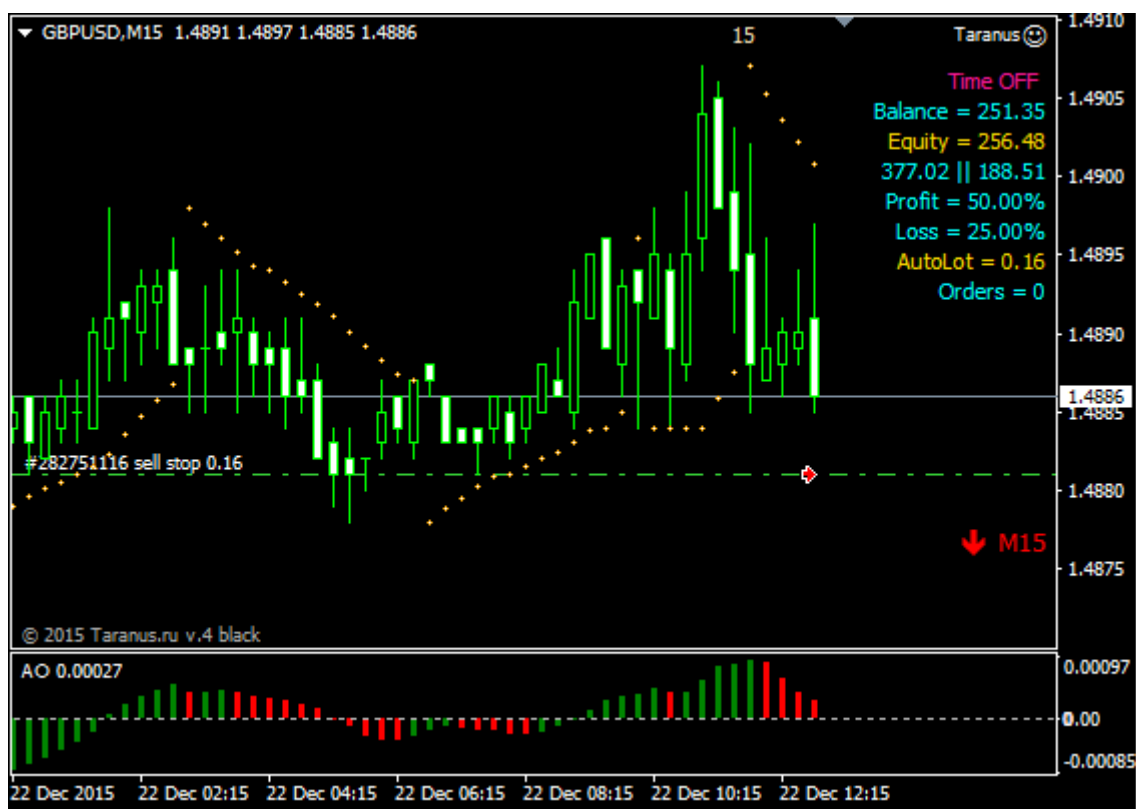 GBPUSD,M15 1.4891 1.4897 1.4885 1.4886
15
Taranus
Time OFF
Balance = 251.35
Equity = 256.48
377.02 || 188.51
Profit = 50.00%
Loss = 25.00%
AutoLot = 0.16
Orders = 0
1.4910
1.4905
1.4900
1.4895
1.4890
1.4886
1.4885
1.4880
1.4875
#282751116 sell stop 0.16
M15
© 2015 Taranus.ru v.4 black
AO 0.00027
0.00097
0.00
-0.00085
22 Dec 2015 22 Dec 02:15 22 Dec 04:15 22 Dec 06:15 22 Dec 08:15 22 Dec 10:15 22 Dec 12:15